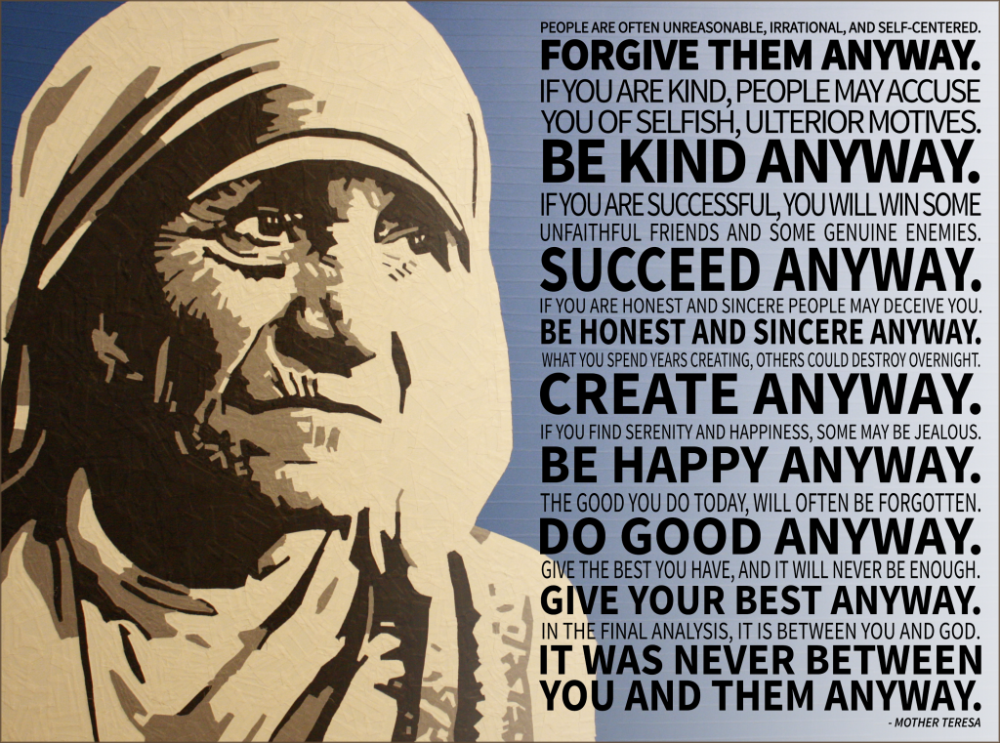 PEOPLE ARE OFTEN UNREASONABLE, IRRATIONAL, AND SELF-CENTERED.
FORGIVE THEM ANYWAY.
IF YOU ARE KIND, PEOPLE MAY ACCUSE
YOU OF SELFISH, ULTERIOR MOTIVES.
BE KIND ANYWAY.
IF YOU ARE SUCCESSFUL, YOU WILL WIN SOME
UNFAITHFUL FRIENDS AND SOME GENUINE ENEMIES.
SUCCEED ANYWAY.
IF YOU ARE HONEST AND SINCERE PEOPLE MAY DECEIVE YOU.
BE HONEST AND SINCERE ANYWAY.
WHAT YOU SPEND YEARS CREATING, OTHERS COULD DESTROY OVERNIGHT.
CREATE ANYWAY.
IF YOU FIND SERENITY AND HAPPINESS, SOME MAY BE JEALOUS.
BE HAPPY ANYWAY.
THE GOOD YOU DO TODAY, WILL OFTEN BE FORGOTTEN.
DO GOOD ANYWAY.
GIVE THE BEST YOU HAVE, AND IT WILL NEVER BE ENOUGH.
GIVE YOUR BEST ANYWAY.
IN THE FINAL ANALYSIS, IT IS BETWEEN YOU AND GOD.
IT WAS NEVER BETWEEN
YOU AND THEM ANYWAY.
- MOTHER TERESA